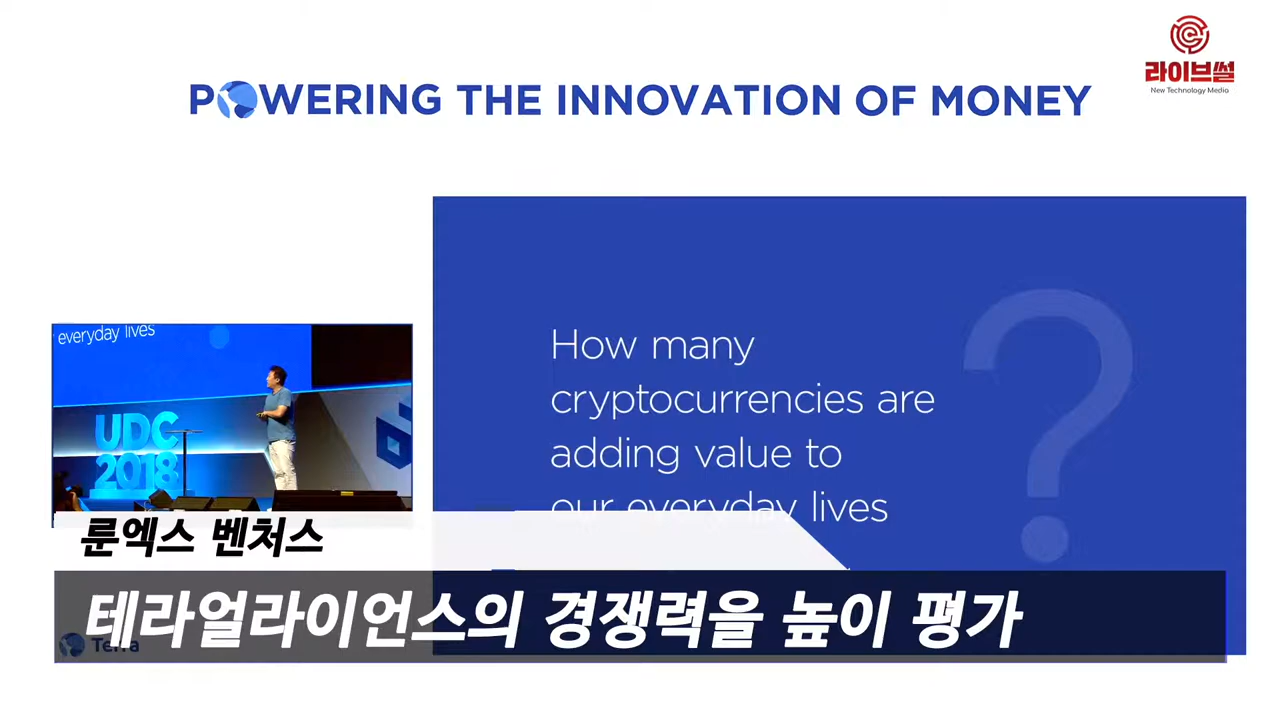 라이브썰
New Technology Media
POWERING THE INNOVATION OF MONEY
How many
cryptocurrencies are
adding value to
our everyday lives
?
everyday lives
UDC
2018
룬엑스 벤처스
테라얼라이언스의 경쟁력을 높이 평가
Terra